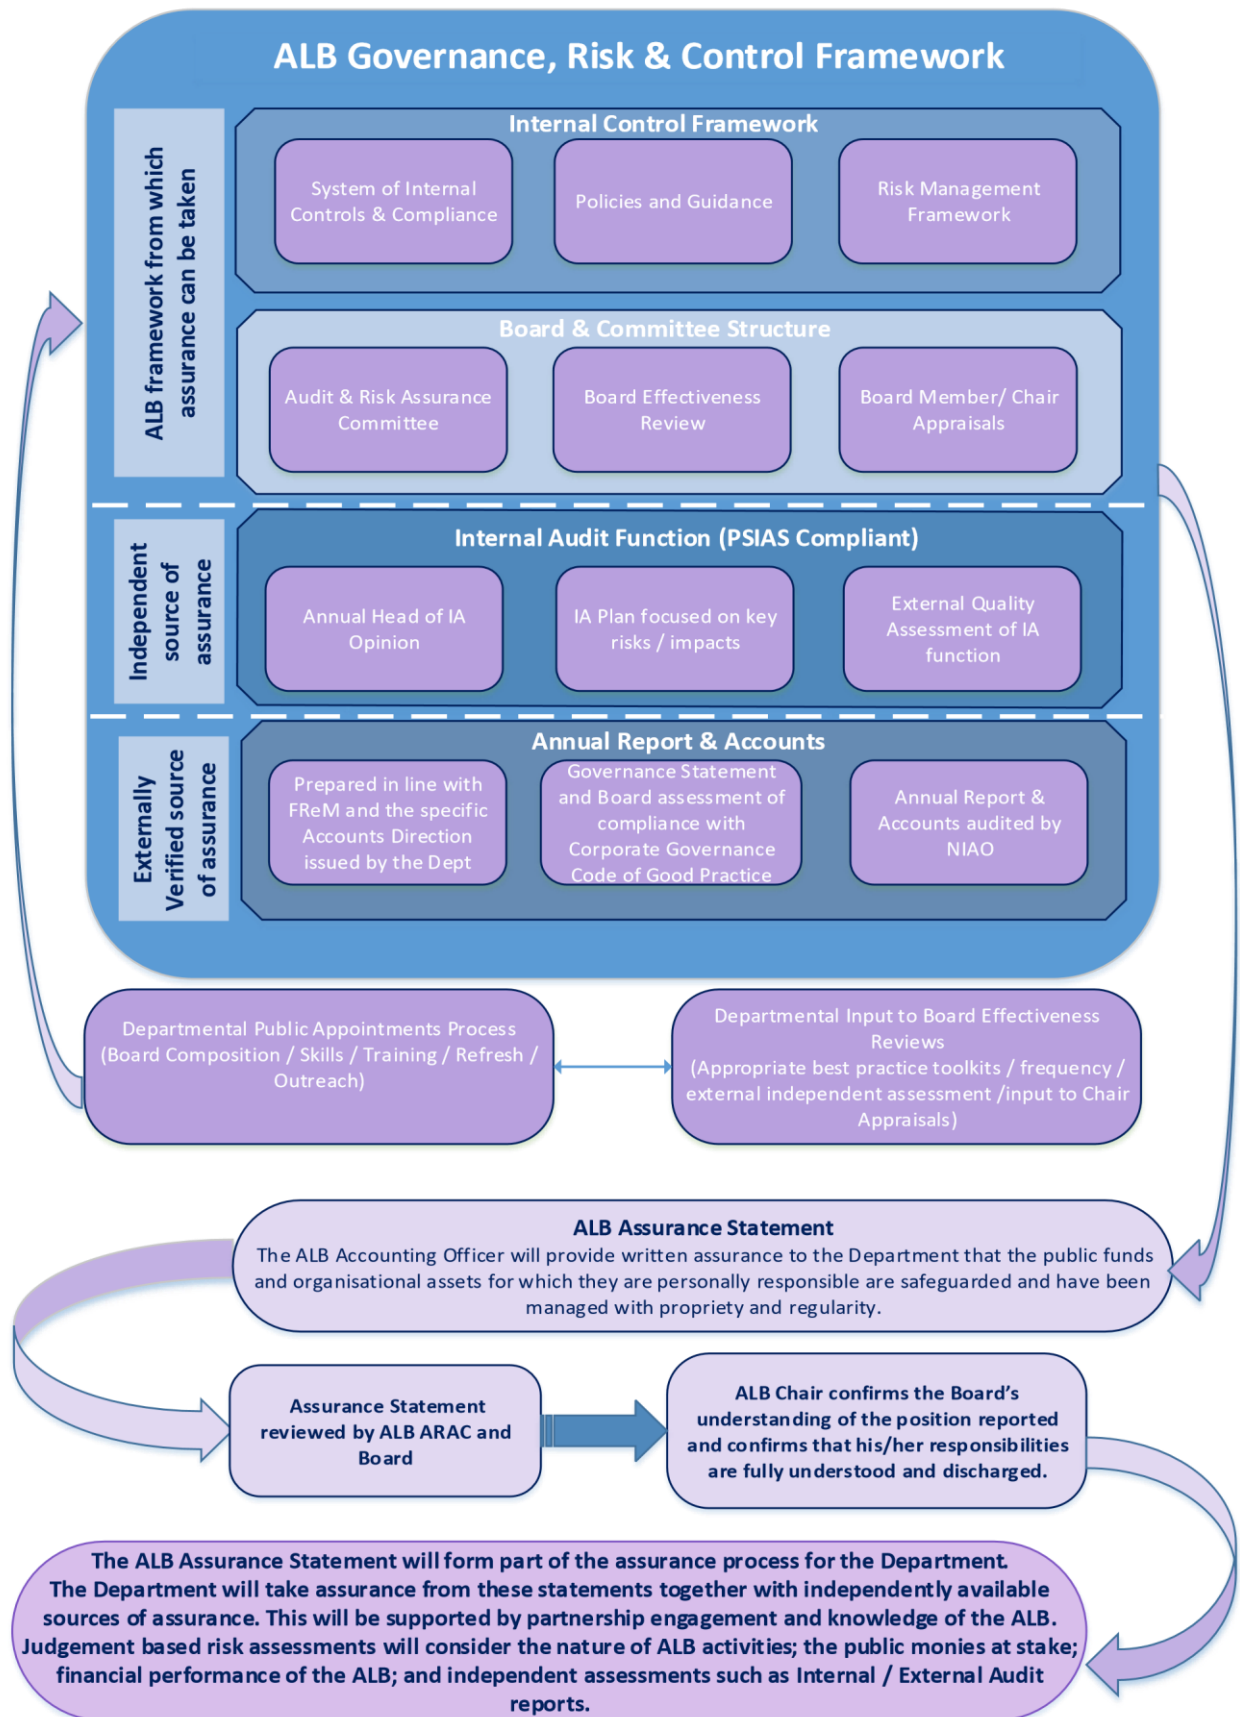 ALB Governance, Risk & Control Framework
ALB framework from which
assurance can be taken
Internal Control Framework
System of Internal
Controls & Compliance
Policies and Guidance
Risk Management
Framework
Board & Committee Structure
Audit & Risk Assurance
Committee
Board Effectiveness
Review
Board Member/ Chair
Appraisals
Independent
source of
assurance
Internal Audit Function (PSIAS Compliant)
Annual Head of IA
Opinion
IA Plan focused on key
risks / impacts
External Quality
Assessment of IA
function
Externally
Verified source
of assurance
Annual Report & Accounts
Prepared in line with
FReM and the specific
Accounts Direction
issued by the Dept
Governance Statement
and Board assessment of
compliance with
Corporate Governance
Code of Good Practice
Annual Report &
Accounts audited by
NIAO
Departmental Public Appointments Process
(Board Composition / Skills / Training / Refresh /
Outreach)
Departmental Input to Board Effectiveness
Reviews
(Appropriate best practice toolkits / frequency /
external independent assessment /input to Chair
Appraisals)
ALB Assurance Statement
The ALB Accounting Officer will provide written assurance to the Department that the public funds
and organisational assets for which they are personally responsible are safeguarded and have been
managed with propriety and regularity.
Assurance Statement
reviewed by ALB ARAC and
Board
ALB Chair confirms the Board's
understanding of the position reported
and confirms that his/her responsibilities
are fully understood and discharged.
The ALB Assurance Statement will form part of the assurance process for the Department.
The Department will take assurance from these statements together with independently available
sources of assurance. This will be supported by partnership engagement and knowledge of the ALB.
Judgement based risk assessments will consider the nature of ALB activities; the public monies at stake;
financial performance of the ALB; and independent assessments such as Internal / External Audit
reports.